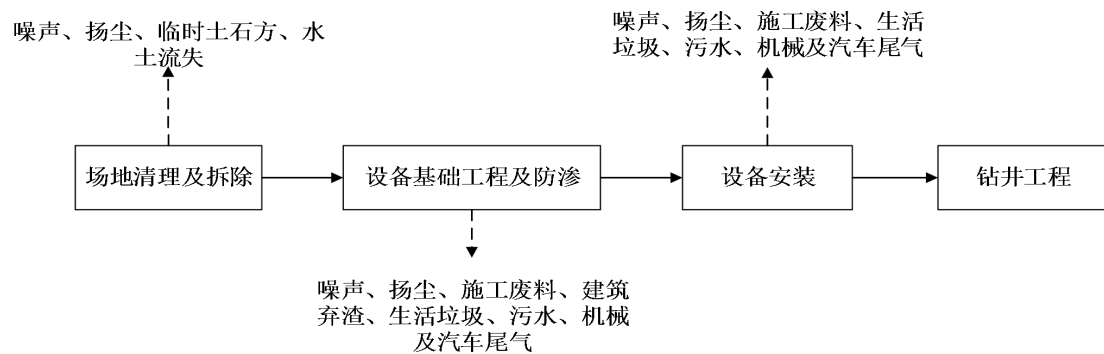 噪声、扬尘、临时土石方、水
土流失
噪声、扬尘、施工废料、生活
垃圾、污水、机械及汽车尾气
场地清理及拆除
设备基础工程及防渗
设备安装
钻井工程
噪声、扬尘、施工废料、建筑
弃渣、生活垃圾、污水、机械
及汽车尾气